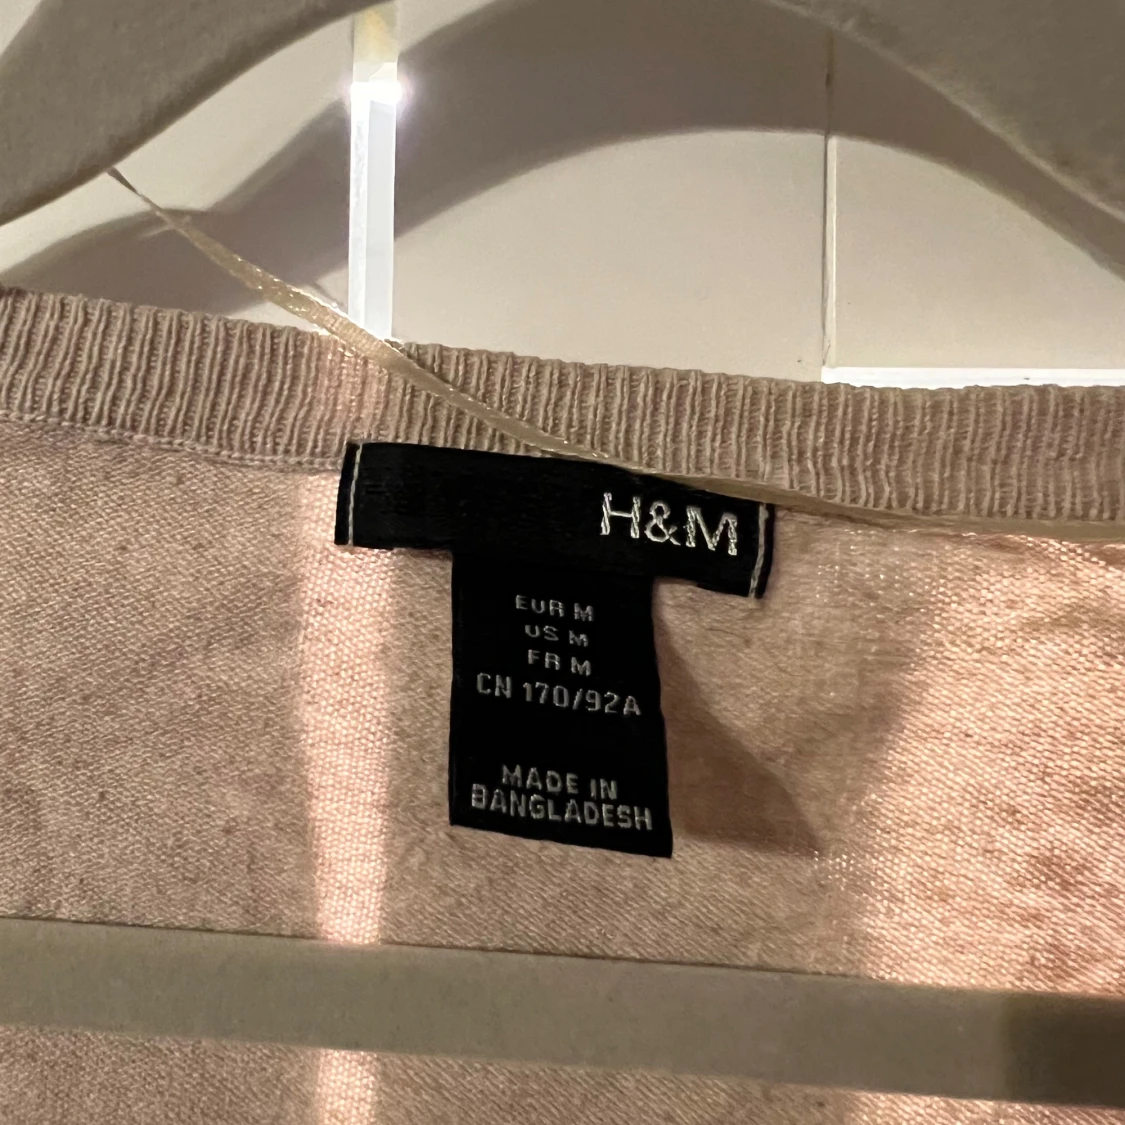 H&M
EUR M
US M
FR M
CN 170/92A
MADE IN
BANGLADESH